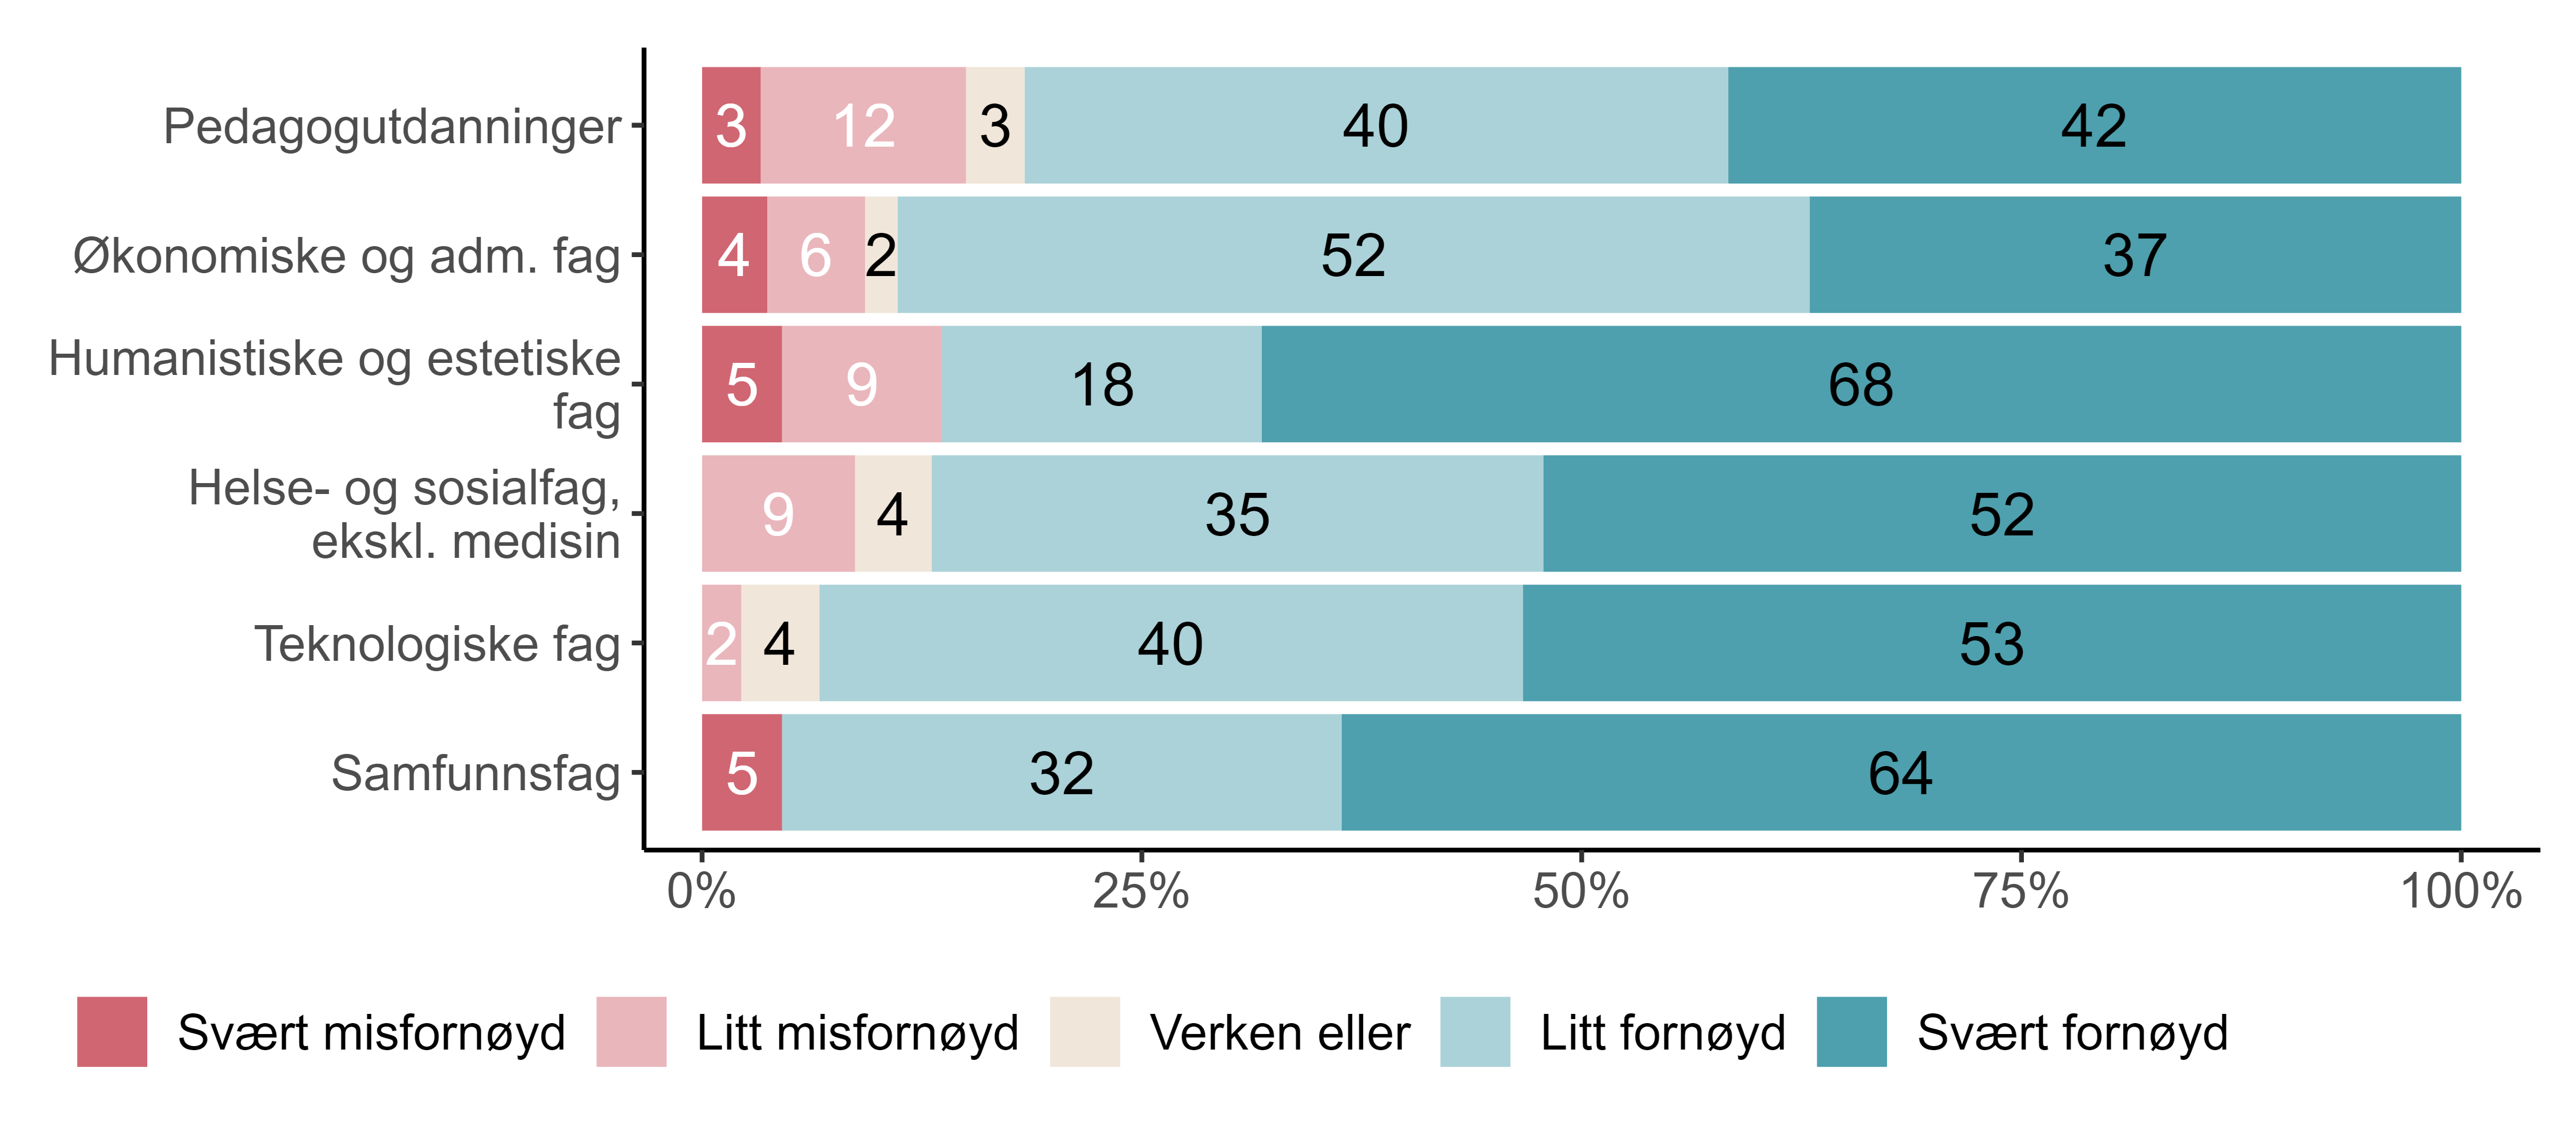 Pedagogutdanninger 3 12 3 40 42
Økonomiske og adm. fag 4 6 2 52 37
Humanistiske og estetiske
fag 5 9 18 68
Helse- og sosialfag,
ekskl. medisin 9 4 35 52
Teknologiske fag 2 4 40 53
Samfunnsfag 5 32 64
0% 25% 50% 75% 100%
Svært misfornøyd Litt misfornøyd Verken eller Litt fornøyd Svært fornøyd